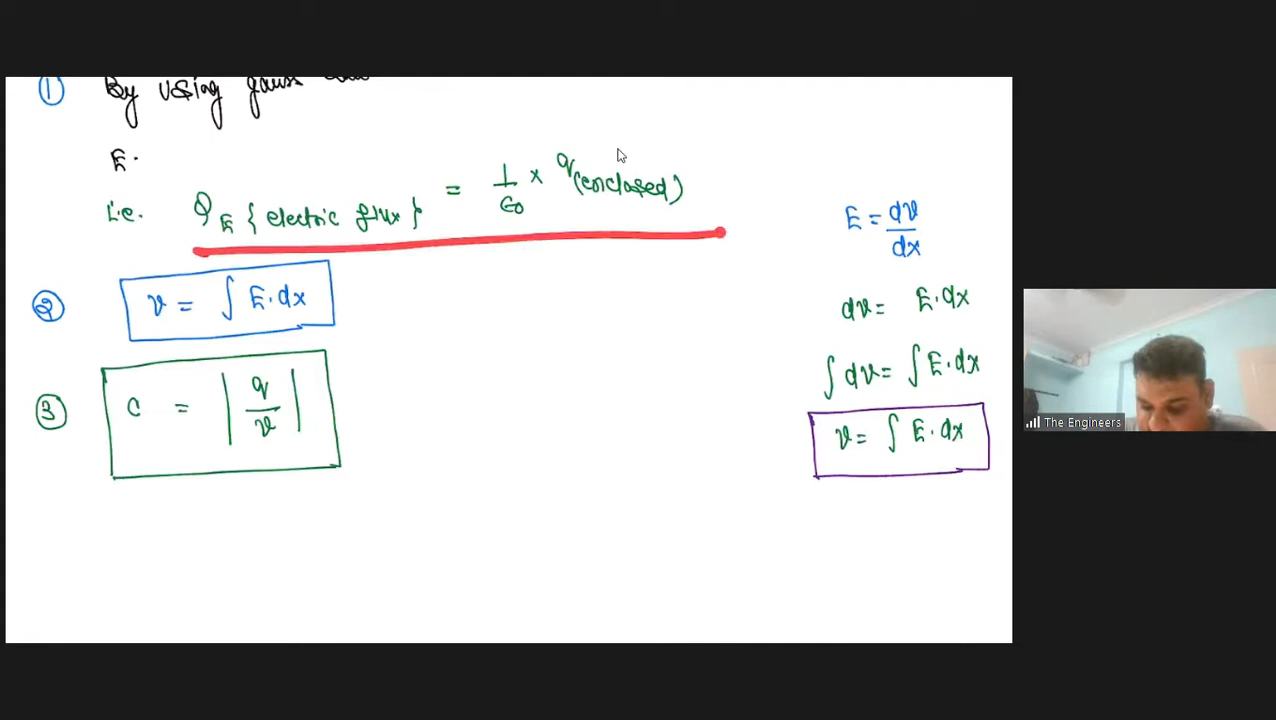 ① By using gauss
E.
i.e. φ_E { electric flux } = 1/ϵ0 × q(enclosed)
② v = ∫ E·dx
③ C = | q/v |
E = dv/dx
dv = E·dx
∫ dv = ∫ E·dx
v = ∫ E·dx
The Engineers